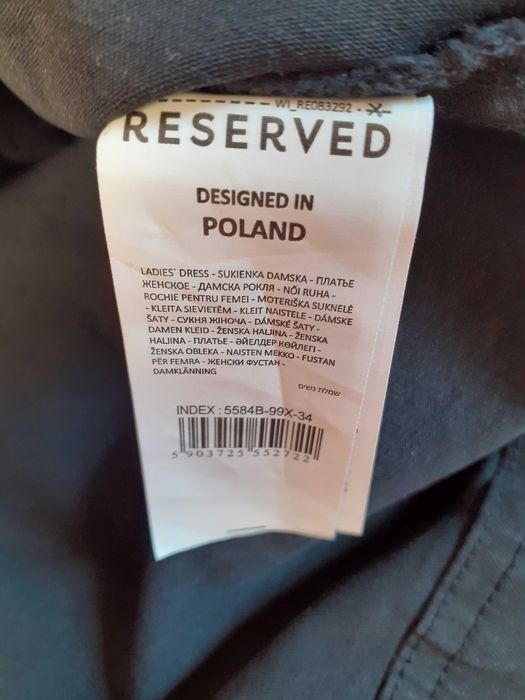 WI_RE083292
RESERVED
DESIGNED IN
POLAND
LADIES` DRESS - SUKIENKA DAMSKA - ПЛАТЬЕ
ЖЕНСКОЕ - ДАМСКА РОКЛЯ - NŐI RUHA -
ROCHIE PENTRU FEMEI - MOTERIŠKA SUKNELĖ
- KLEITA SIEVIETĒM - KLEIT NAISTELE - DÁMSKE
ŠATY - СУКНЯ ЖІНОЧА - DÁMSKÉ ŠATY -
DAMEN KLEID - ŽENSKA HALJINA - ŽENSKA
HALJINA - ПЛАТЬЕ - ӘЙЕЛДЕР КӨЙЛЕГІ -
ŽENSKA OBLEKA - NAISTEN MEKKO - FUSTAN
PËR FEMRA - ЖЕНСКИ ФУСТАН -
DAMKLÄNNING
שמלת נשים
INDEX : 5584B-99X-34
5 903725 552722